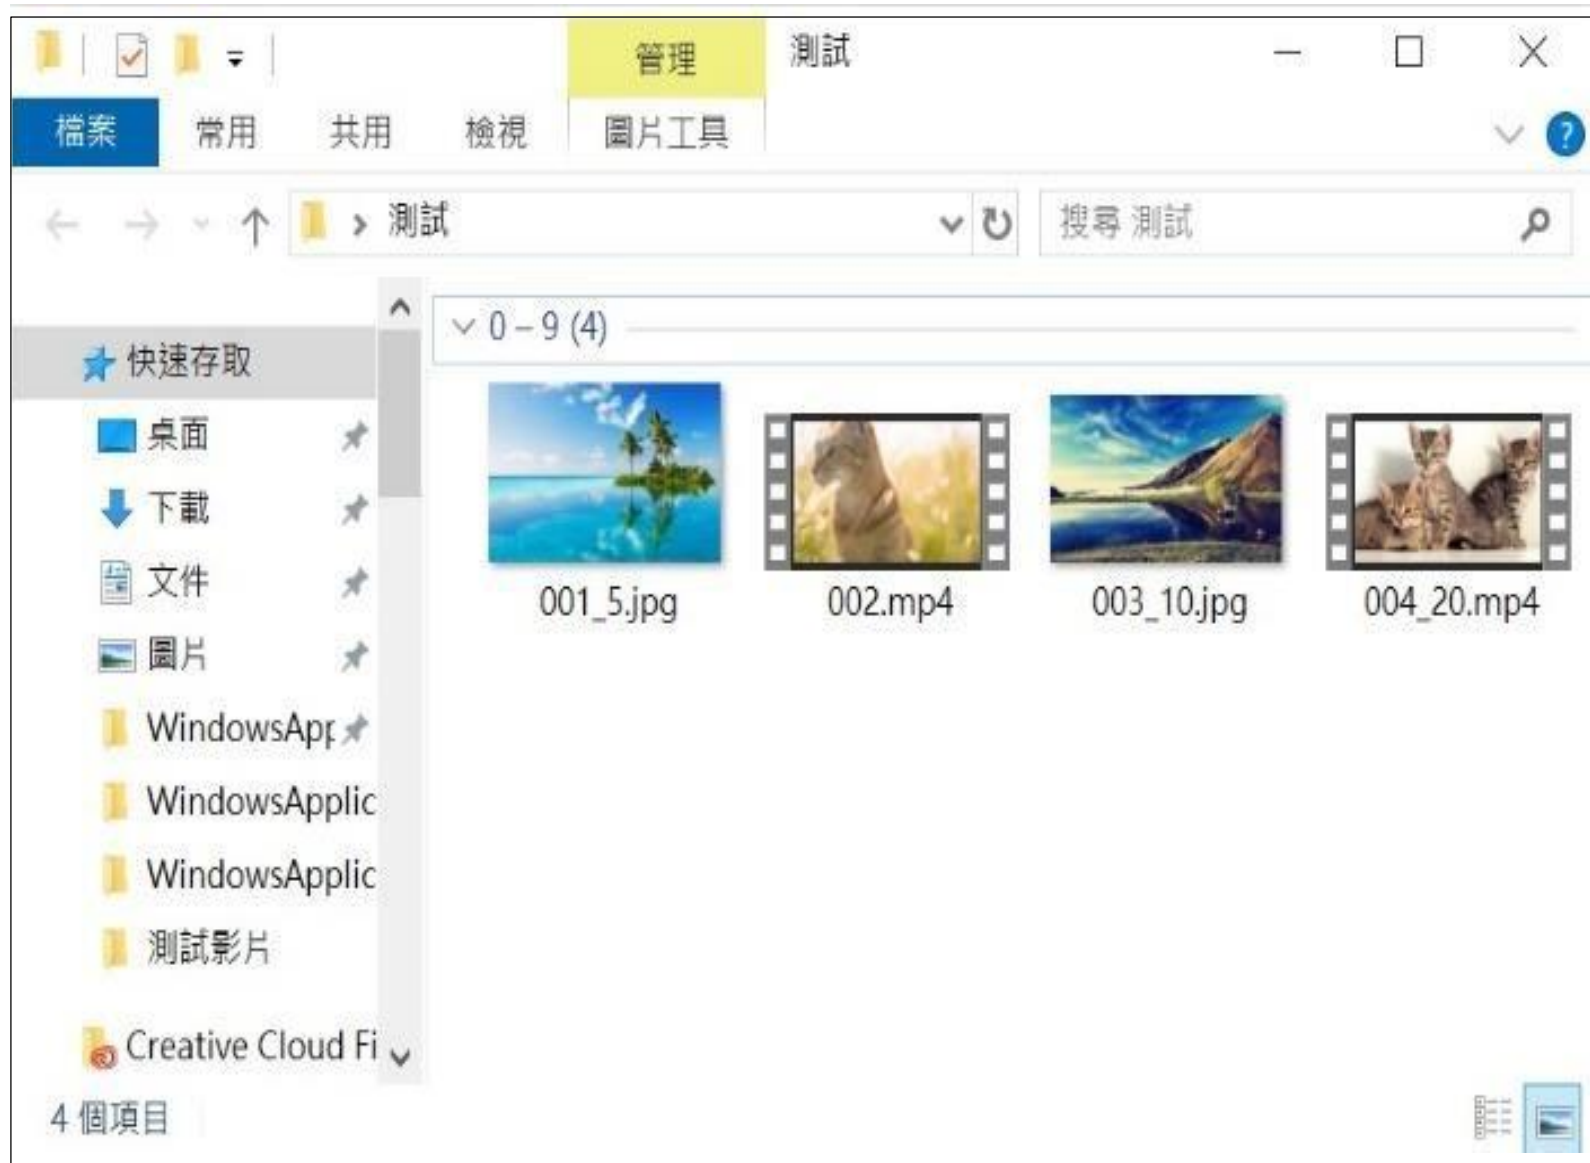 管理 測試
檔案 常用 共用 檢視 圖片工具 ?
測試 搜尋 測試
0 – 9 (4)
快速存取
桌面
下載
文件
圖片
WindowsApp
WindowsApplic
WindowsApplic
測試影片
Creative Cloud Fi
001_5.jpg 002.mp4 003_10.jpg 004_20.mp4
4 個項目